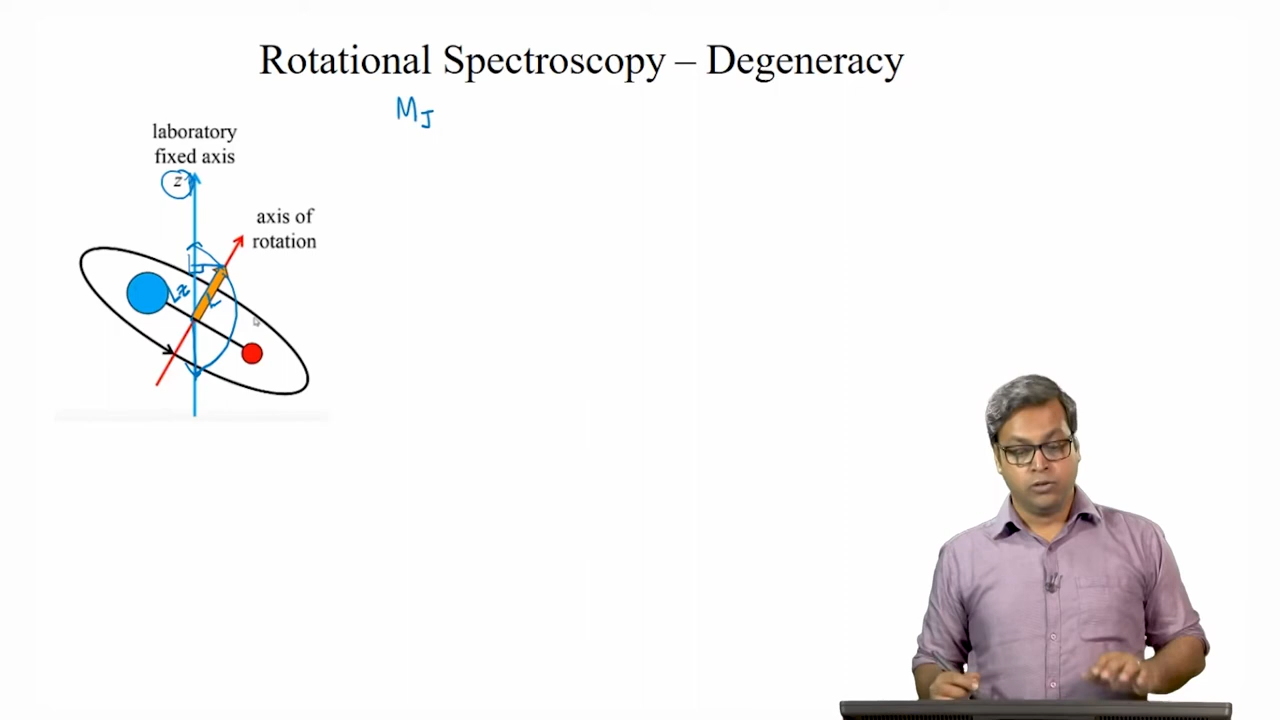 Rotational Spectroscopy – Degeneracy
M_J
laboratory
fixed axis
z
axis of
rotation
x
L